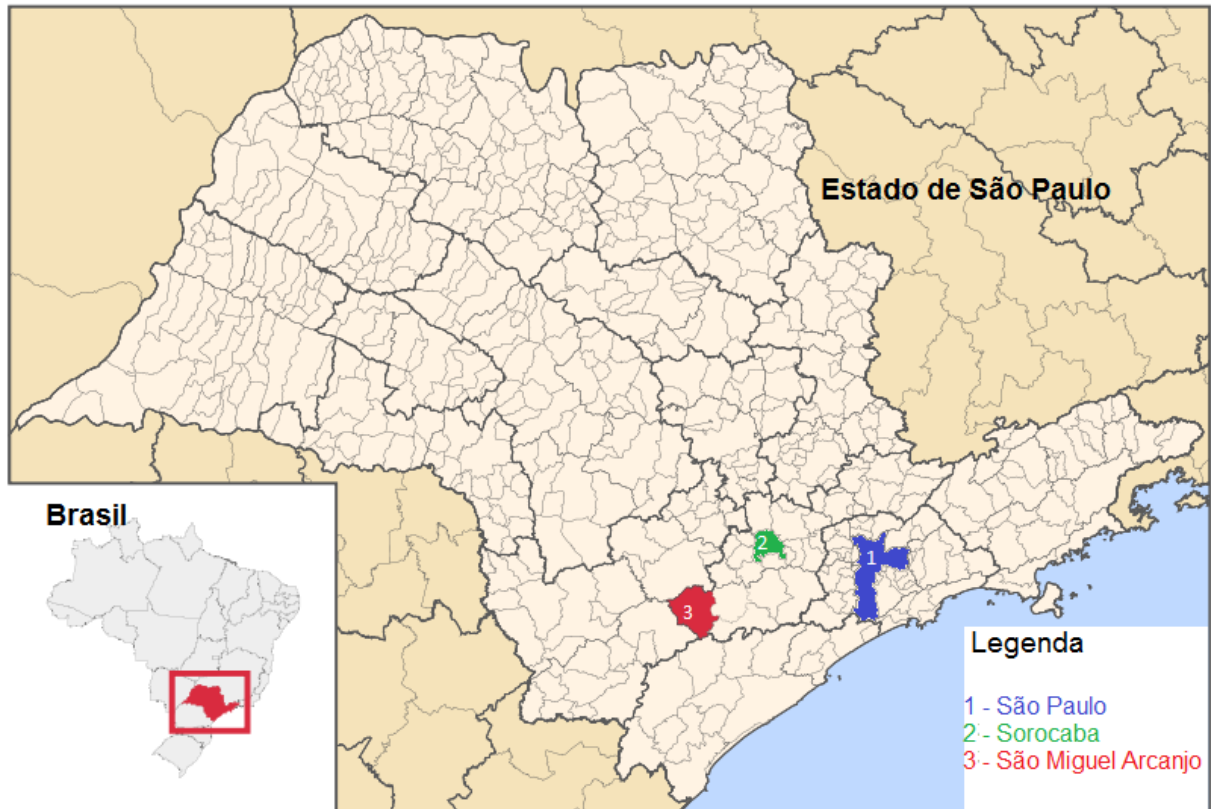 Estado de São Paulo
2
1
3
Brasil
Legenda
1 - São Paulo
2 - Sorocaba
3 - São Miguel Arcanjo